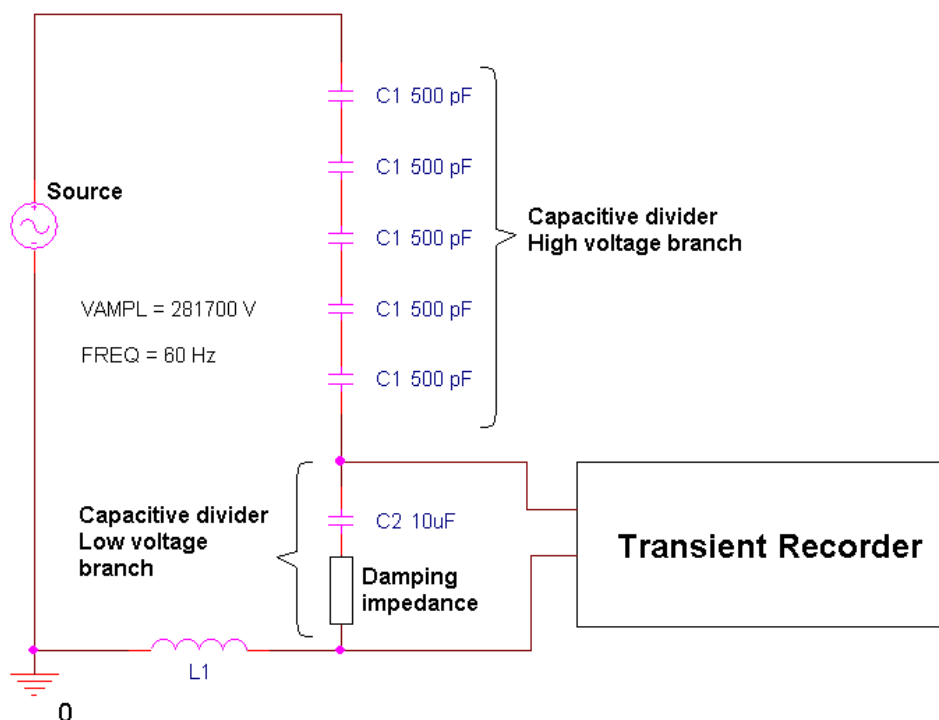 C1 500 pF
C1 500 pF
Source
Capacitive divider
High voltage branch
C1 500 pF
VAMPL = 281700 V
C1 500 pF
FREQ = 60 Hz
C1 500 pF
Capacitive divider
Low voltage
branch
C2 10uF
Damping
impedance
Transient Recorder
L1
0